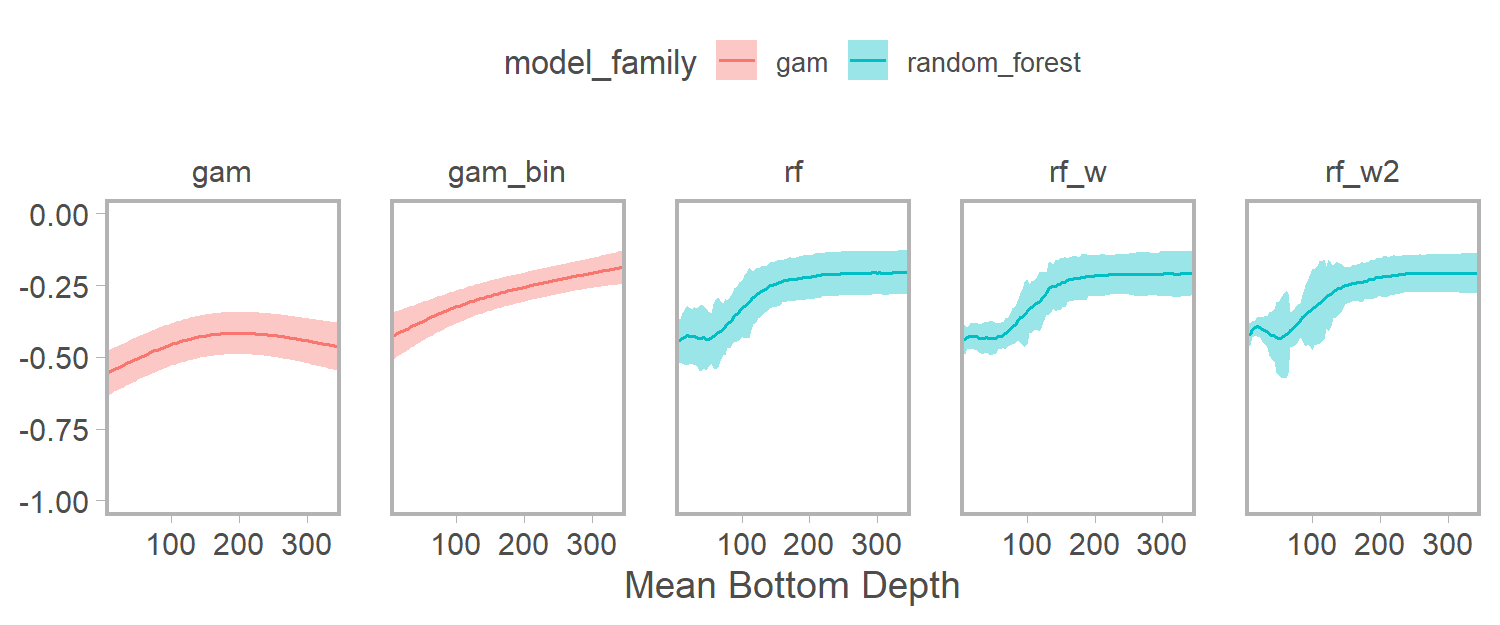 model_family gam random_forest
gam gam_bin rf rf_w rf_w2
0.00
-0.25
-0.50
-0.75
-1.00
100 200 300 100 200 300 100 200 300 100 200 300 100 200 300
Mean Bottom Depth